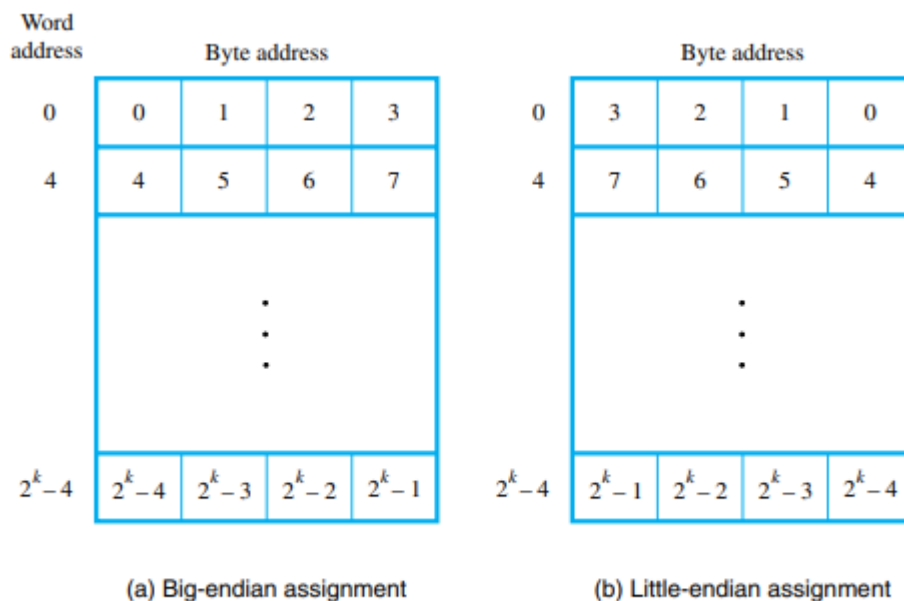 Word
address
Byte address
Byte address
0 0 1 2 3
0 3 2 1 0
4 4 5 6 7
4 7 6 5 4
2^k – 4 2^k – 4 2^k – 3 2^k – 2 2^k – 1
2^k – 4 2^k – 1 2^k – 2 2^k – 3 2^k – 4
(a) Big-endian assignment
(b) Little-endian assignment